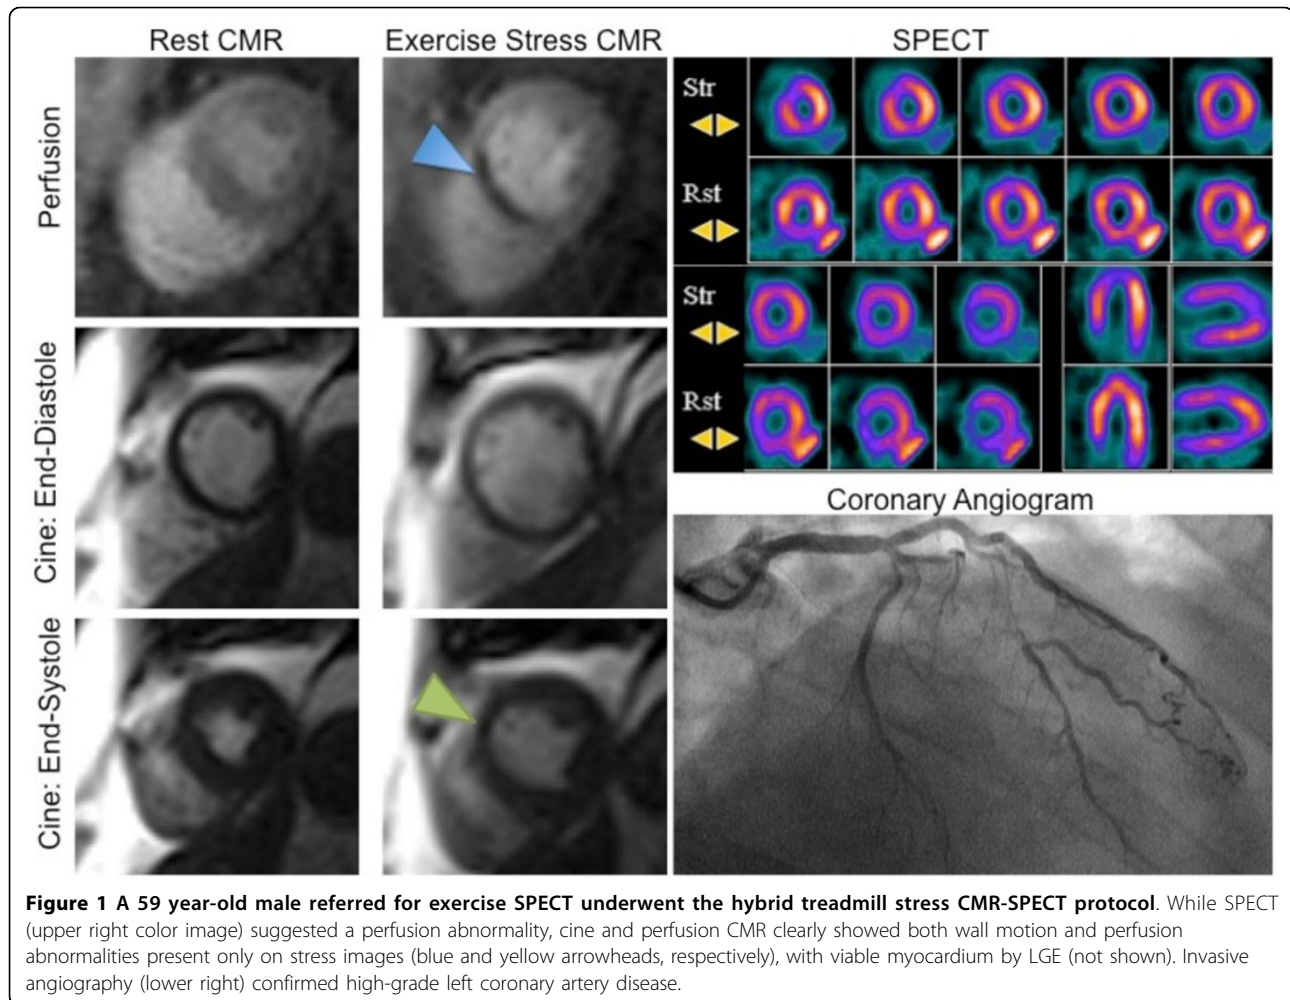 Rest CMR
Exercise Stress CMR
SPECT
Perfusion
Str
Rst
Str
Rst
Cine: End-Diastole
Coronary Angiogram
Cine: End-Systole
Figure 1 A 59 year-old male referred for exercise SPECT underwent the hybrid treadmill stress CMR-SPECT protocol. While SPECT
(upper right color image) suggested a perfusion abnormality, cine and perfusion CMR clearly showed both wall motion and perfusion
abnormalities present only on stress images (blue and yellow arrowheads, respectively), with viable myocardium by LGE (not shown). Invasive
angiography (lower right) confirmed high-grade left coronary artery disease.